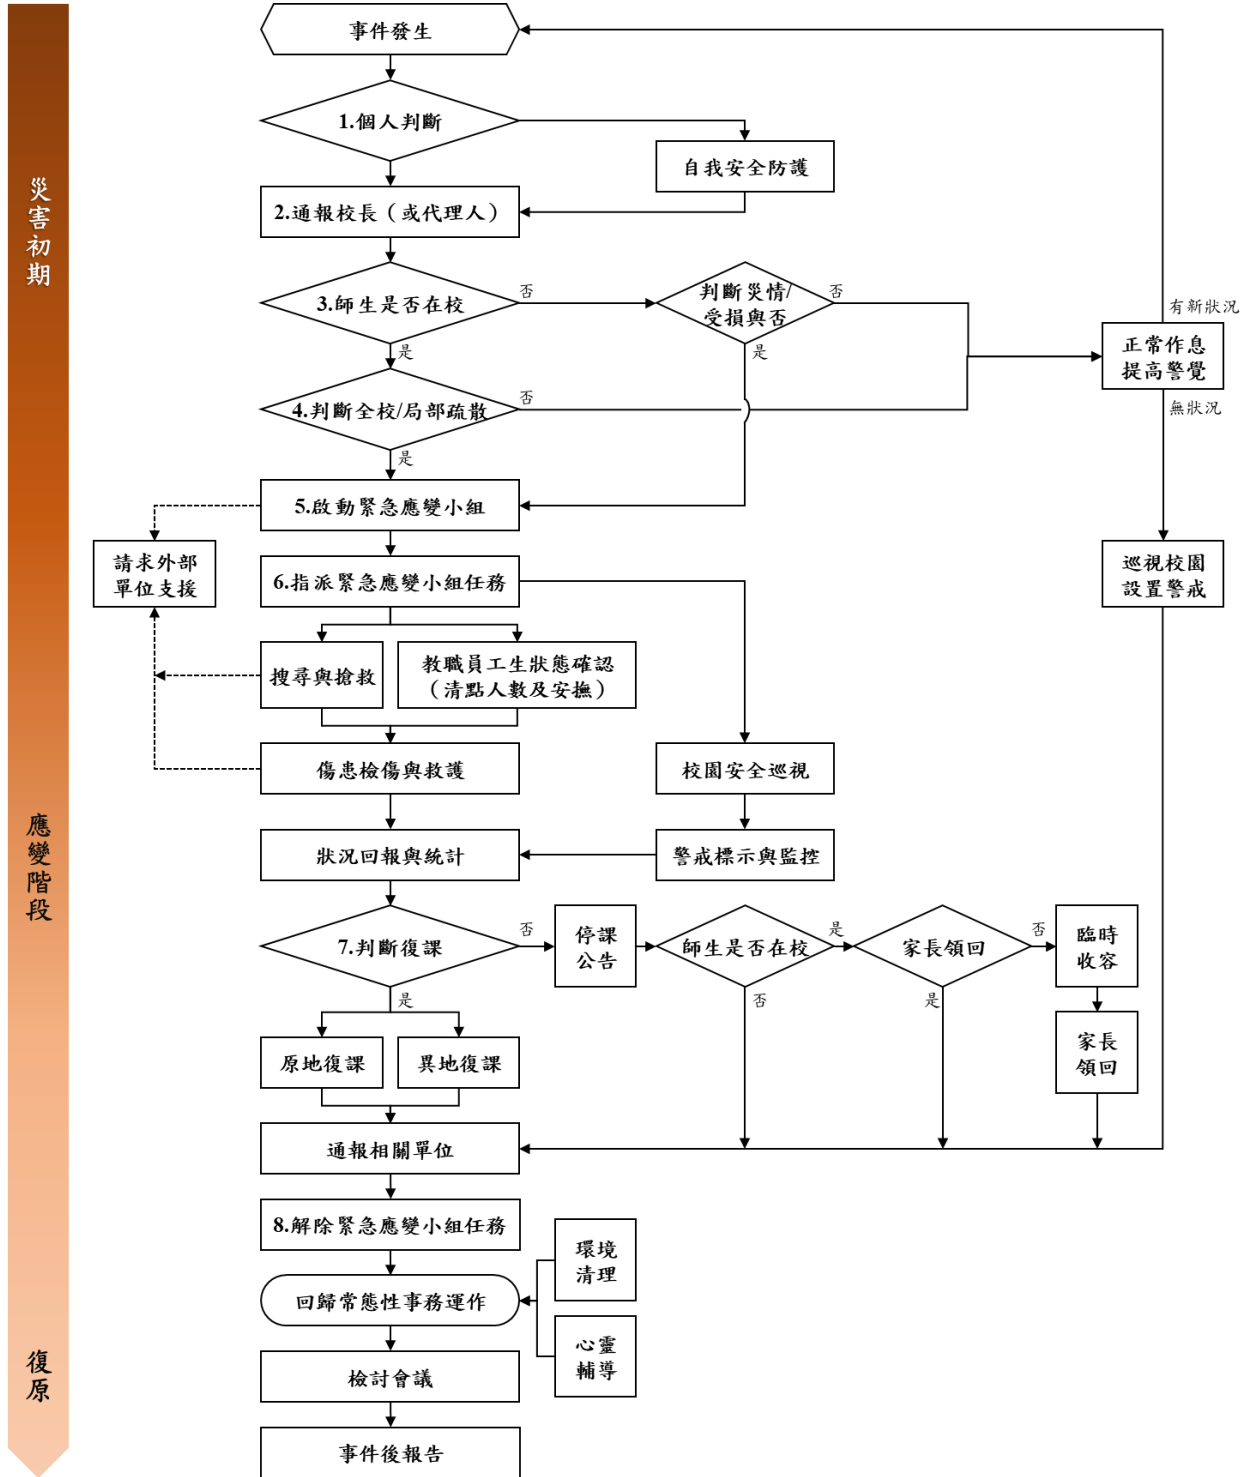 災害初期
應變階段
復原
事件發生
1.個人判斷
自我安全防護
2.通報校長（或代理人）
3.師生是否在校
否
是
判斷災情/
受損與否
否
是
有新狀況
正常作息
提高警覺
無狀況
4.判斷全校/局部疏散
否
是
5.啟動緊急應變小組
請求外部
單位支援
6.指派緊急應變小組任務
巡視校園
設置警戒
搜尋與搶救
教職員工生狀態確認
（清點人數及安撫）
傷患檢傷與救護
校園安全巡視
狀況回報與統計
警戒標示與監控
7.判斷復課
否
是
停課
公告
師生是否在校
是
否
家長領回
否
是
臨時
收容
家長
領回
原地復課
異地復課
通報相關單位
8.解除緊急應變小組任務
環境
清理
回歸常態性事務運作
心靈
輔導
檢討會議
事件後報告